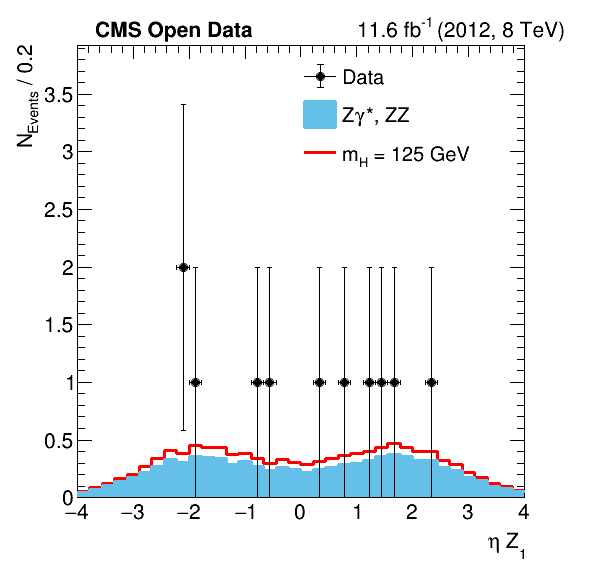 CMS Open Data 11.6 fb⁻¹ (2012, 8 TeV)
N_Events / 0.2
Data
Zγ*, ZZ
m_H = 125 GeV
3.5
3
2.5
2
1.5
1
0.5
0
−4 −3 −2 −1 0 1 2 3 4
η Z₁